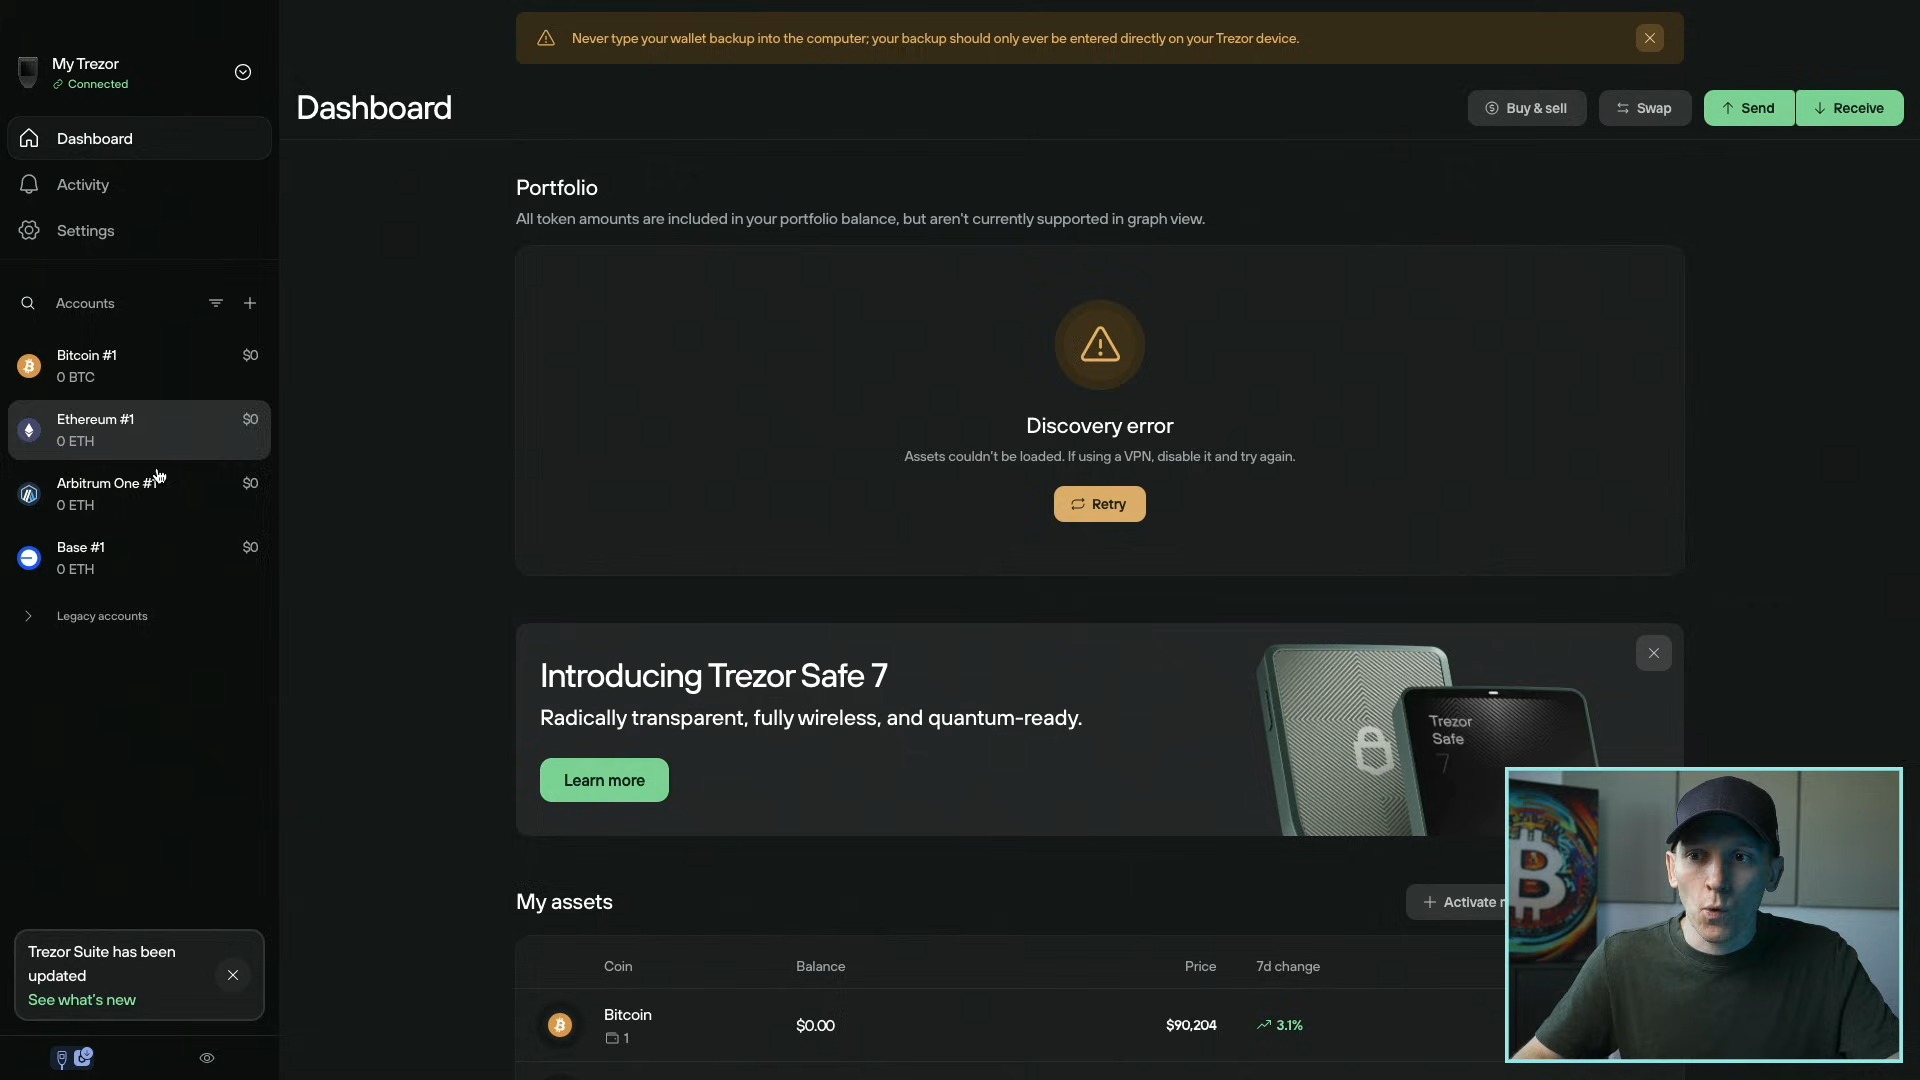 Never type your wallet backup into the computer; your backup should only ever be entered directly on your Trezor device.
My Trezor
Connected
Dashboard
Buy & sell
Swap
Send
Receive
Dashboard
Activity
Settings
Portfolio
All token amounts are included in your portfolio balance, but aren't currently supported in graph view.
Accounts
Bitcoin #1
$0
0 BTC
Ethereum #1
$0
0 ETH
Arbitrum One #1
$0
0 ETH
Base #1
$0
0 ETH
Legacy accounts
Discovery error
Assets couldn't be loaded. If using a VPN, disable it and try again.
Retry
Introducing Trezor Safe 7
Radically transparent, fully wireless, and quantum-ready.
Learn more
Trezor
Safe
7
My assets
Activate
Coin
Balance
Price
7d change
Bitcoin
1
$0.00
$90,204
3.1%
Trezor Suite has been
updated
See what's new